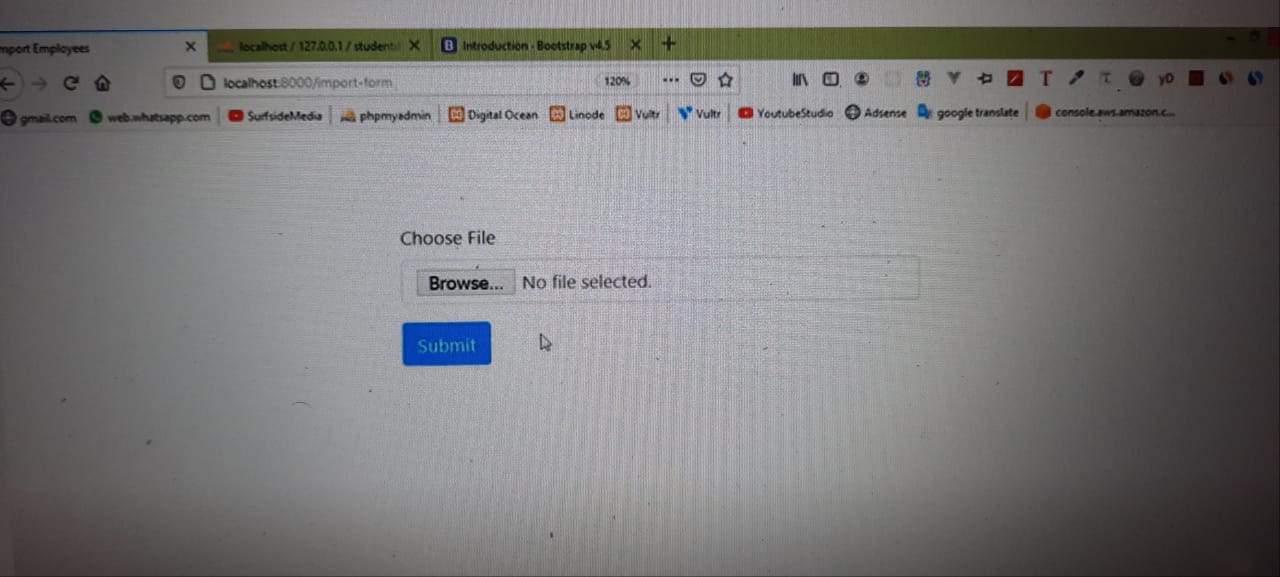 mport Employees
localhost / 127.0.0.1 / students
Introduction · Bootstrap v4.5
localhost:8000/import-form
120%
gmail.com web.whatsapp.com SurfsideMedia phpmyadmin Digital Ocean Linode Vultr Vultr YoutubeStudio Adsense google translate console.aws.amazon.c...
Choose File
Browse... No file selected.
Submit